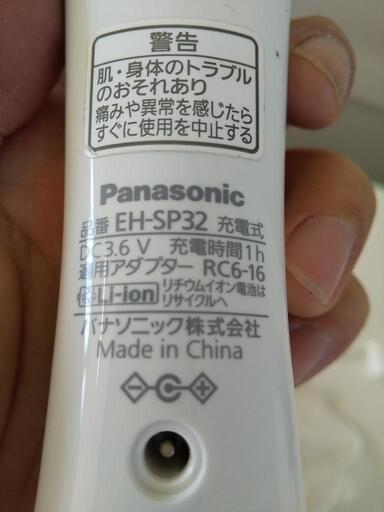 警告
肌・身体のトラブル
のおそれあり
痛みや異常を感じたら
すぐに使用を中止する
Panasonic
品番 EH-SP32 充電式
DC3.6 V 充電時間1h
適用アダプター RC6-16
Li-ion リチウムイオン電池は
リサイクルへ
パナソニック株式会社
Made in China